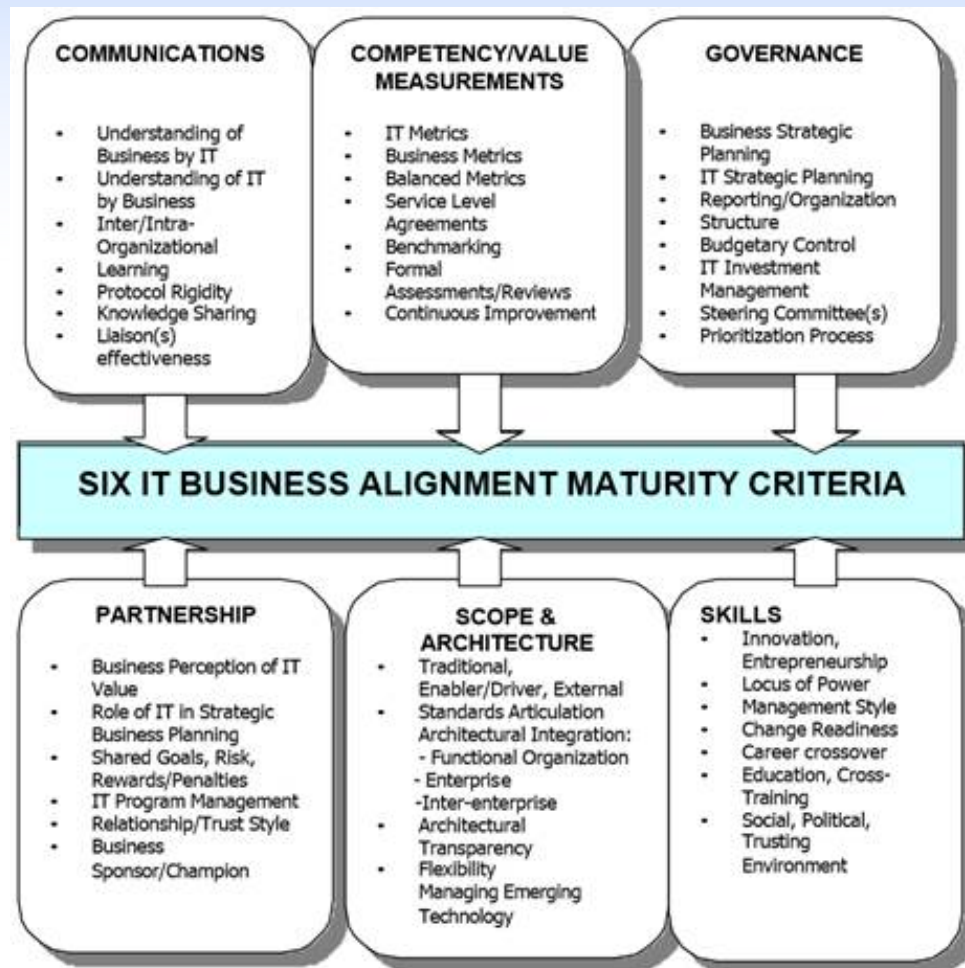 COMMUNICATIONS
• Understanding of
Business by IT
• Understanding of IT
by Business
• Inter/Intra-
Organizational
• Learning
• Protocol Rigidity
• Knowledge Sharing
• Liaison(s)
effectiveness
COMPETENCY/VALUE
MEASUREMENTS
• IT Metrics
• Business Metrics
• Balanced Metrics
• Service Level
Agreements
• Benchmarking
• Formal
Assessments/Reviews
• Continuous Improvement
GOVERNANCE
• Business Strategic
Planning
• IT Strategic Planning
• Reporting/Organization
• Structure
• Budgetary Control
• IT Investment
Management
• Steering Committee(s)
• Prioritization Process
SIX IT BUSINESS ALIGNMENT MATURITY CRITERIA
PARTNERSHIP
• Business Perception of IT
Value
• Role of IT in Strategic
Business Planning
• Shared Goals, Risk,
Rewards/Penalties
• IT Program Management
• Relationship/Trust Style
• Business
Sponsor/Champion
SCOPE &
ARCHITECTURE
• Traditional,
Enabler/Driver, External
• Standards Articulation
Architectural Integration:
- Functional Organization
- Enterprise
-Inter-enterprise
• Architectural
Transparency
• Flexibility
Managing Emerging
Technology
SKILLS
• Innovation,
Entrepreneurship
• Locus of Power
• Management Style
• Change Readiness
• Career crossover
• Education, Cross-
Training
• Social, Political,
Trusting
Environment